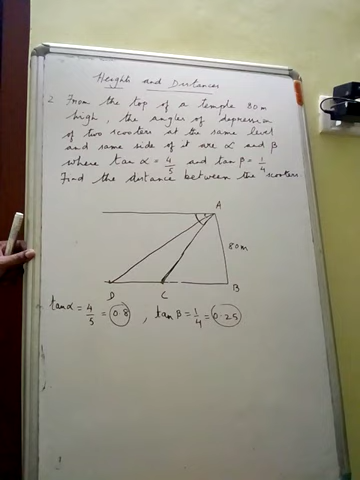 Heights and Distances
2. From the top of a temple 80m
high, the angles of depression
of two scooters at the same level
and same side of it are α and β
where tan α = 4/5 and tan β = 1/4
Find the distance between the scooters
A
80m
D C B
tan α = 4/5 = 0.8 , tan β = 1/4 = 0.25